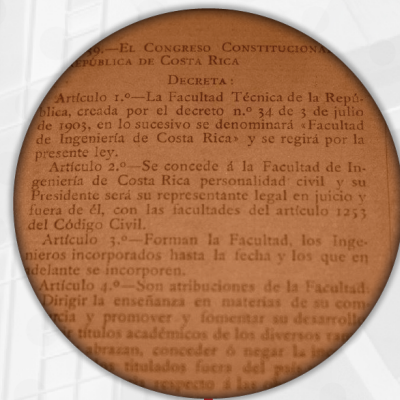 .—El Congreso Constitucional
República de Costa Rica
Decreta:
Artículo 1.º—La Facultad Técnica de la Repú-
blica, creada por el decreto n.º 34 de 3 de julio
de 1903, en lo sucesivo se denominará «Facultad
de Ingeniería de Costa Rica» y se regirá por la
presente ley.
Artículo 2.º—Se concede á la Facultad de In-
geniería de Costa Rica personalidad civil y su
Presidente será su representante legal en juicio y
fuera de él, con las facultades del artículo 1253
del Código Civil.
Artículo 3.º—Forman la Facultad, los Inge-
nieros incorporados hasta la fecha y los que en
adelante se incorporen.
Artículo 4.º—Son atribuciones de la Facultad:
Dirigir la enseñanza en materias de su com-
cia y promover y fomentar su desarrollo
títulos académicos de los diversos
abrazan, conceder ó negar la
titulados fuera del
respecto á las